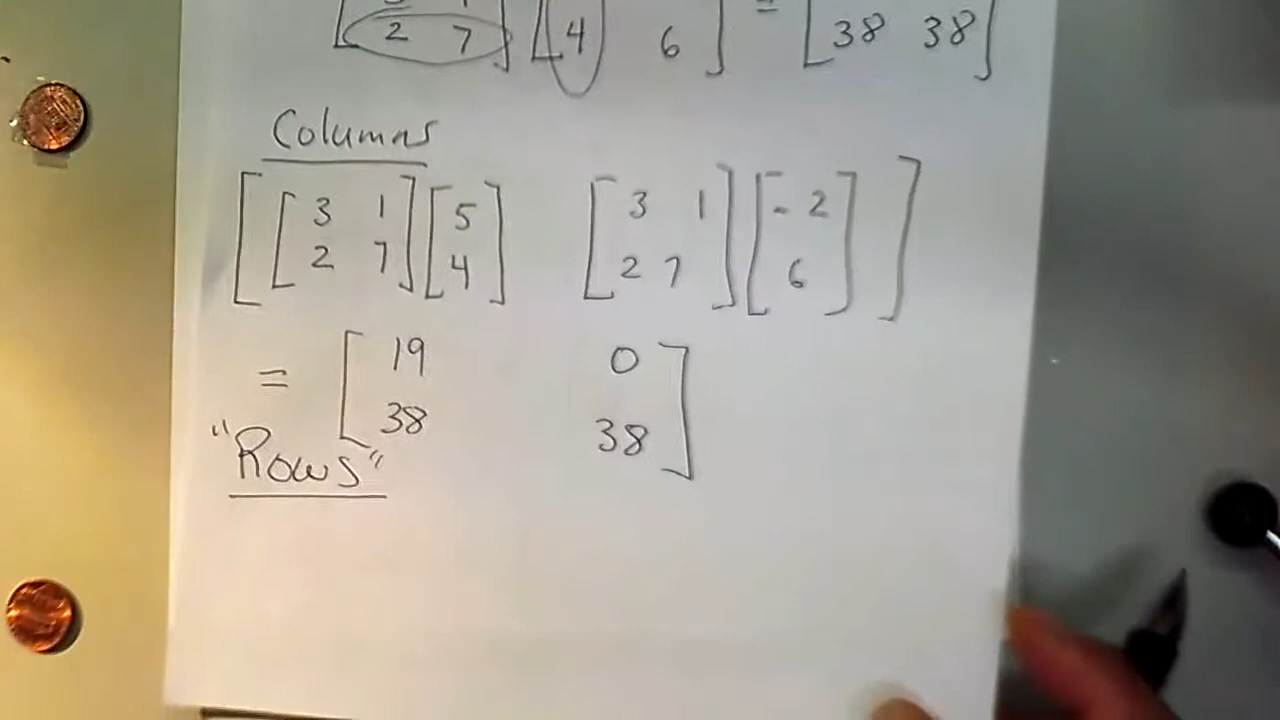 [2 7] [4 6] = [38 38]
Columns
[[3 1] [5] [3 1] [- 2]]
[[2 7] [4] [2 7] [6]]
= [19 0]
[38 38]
"Rows"